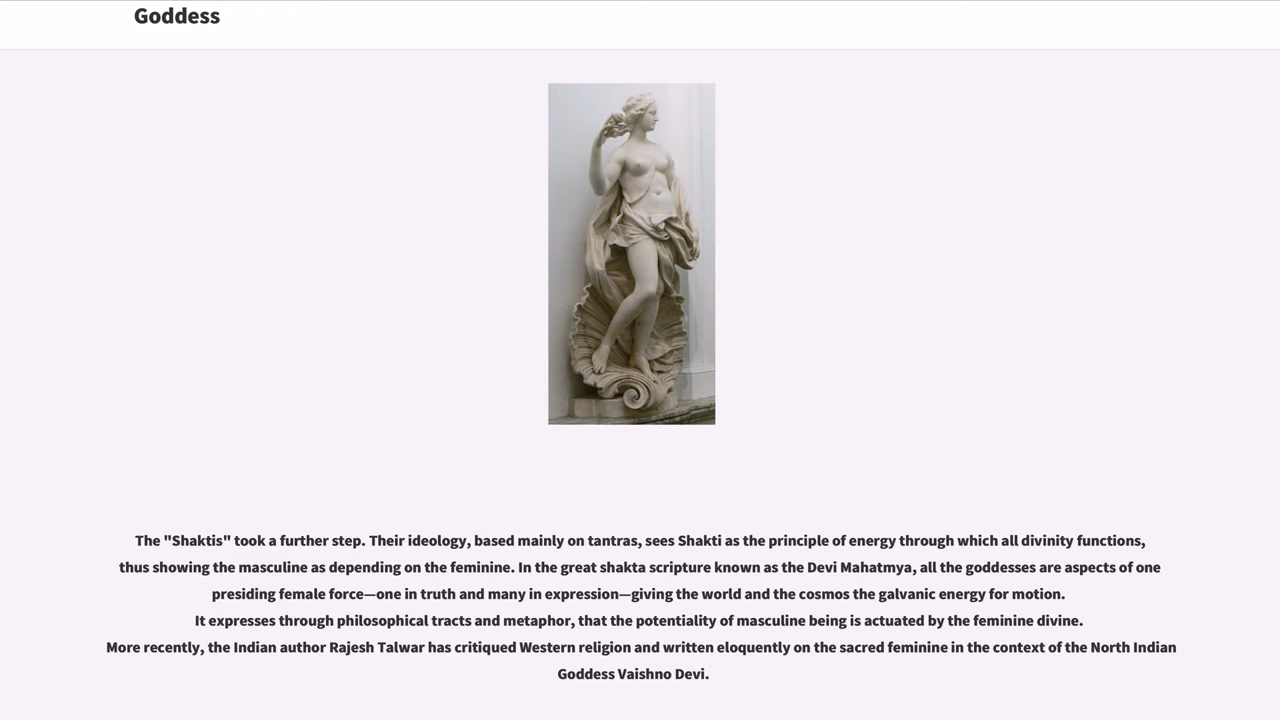 Goddess
The "Shaktis" took a further step. Their ideology, based mainly on tantras, sees Shakti as the principle of energy through which all divinity functions,
thus showing the masculine as depending on the feminine. In the great shakta scripture known as the Devi Mahatmya, all the goddesses are aspects of one
presiding female force—one in truth and many in expression—giving the world and the cosmos the galvanic energy for motion.
It expresses through philosophical tracts and metaphor, that the potentiality of masculine being is actuated by the feminine divine.
More recently, the Indian author Rajesh Talwar has critiqued Western religion and written eloquently on the sacred feminine in the context of the North Indian
Goddess Vaishno Devi.